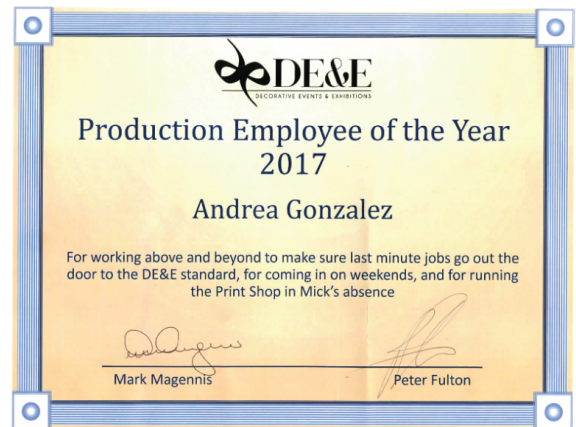 DE&E
DECORATIVE EVENTS & EXHIBITIONS
Production Employee of the Year
2017
Andrea Gonzalez
For working above and beyond to make sure last minute jobs go out the
door to the DE&E standard, for coming in on weekends, and for running
the Print Shop in Mick’s absence
Mark Magennis
Peter Fulton